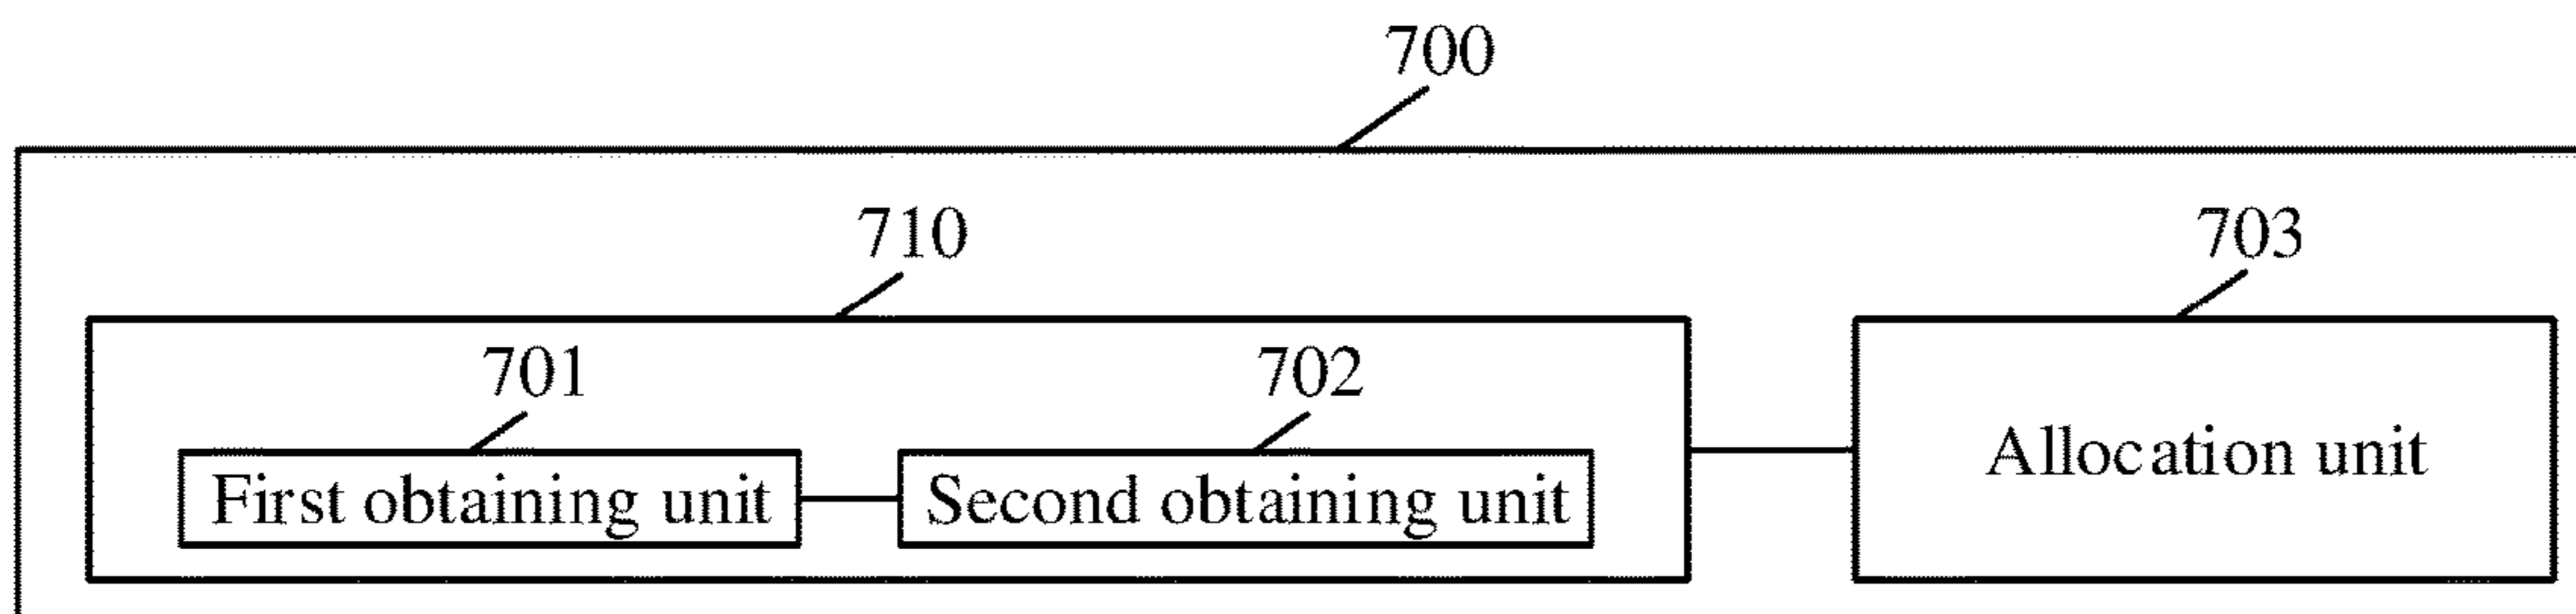 700
710
703
701
702
First obtaining unit
Second obtaining unit
Allocation unit